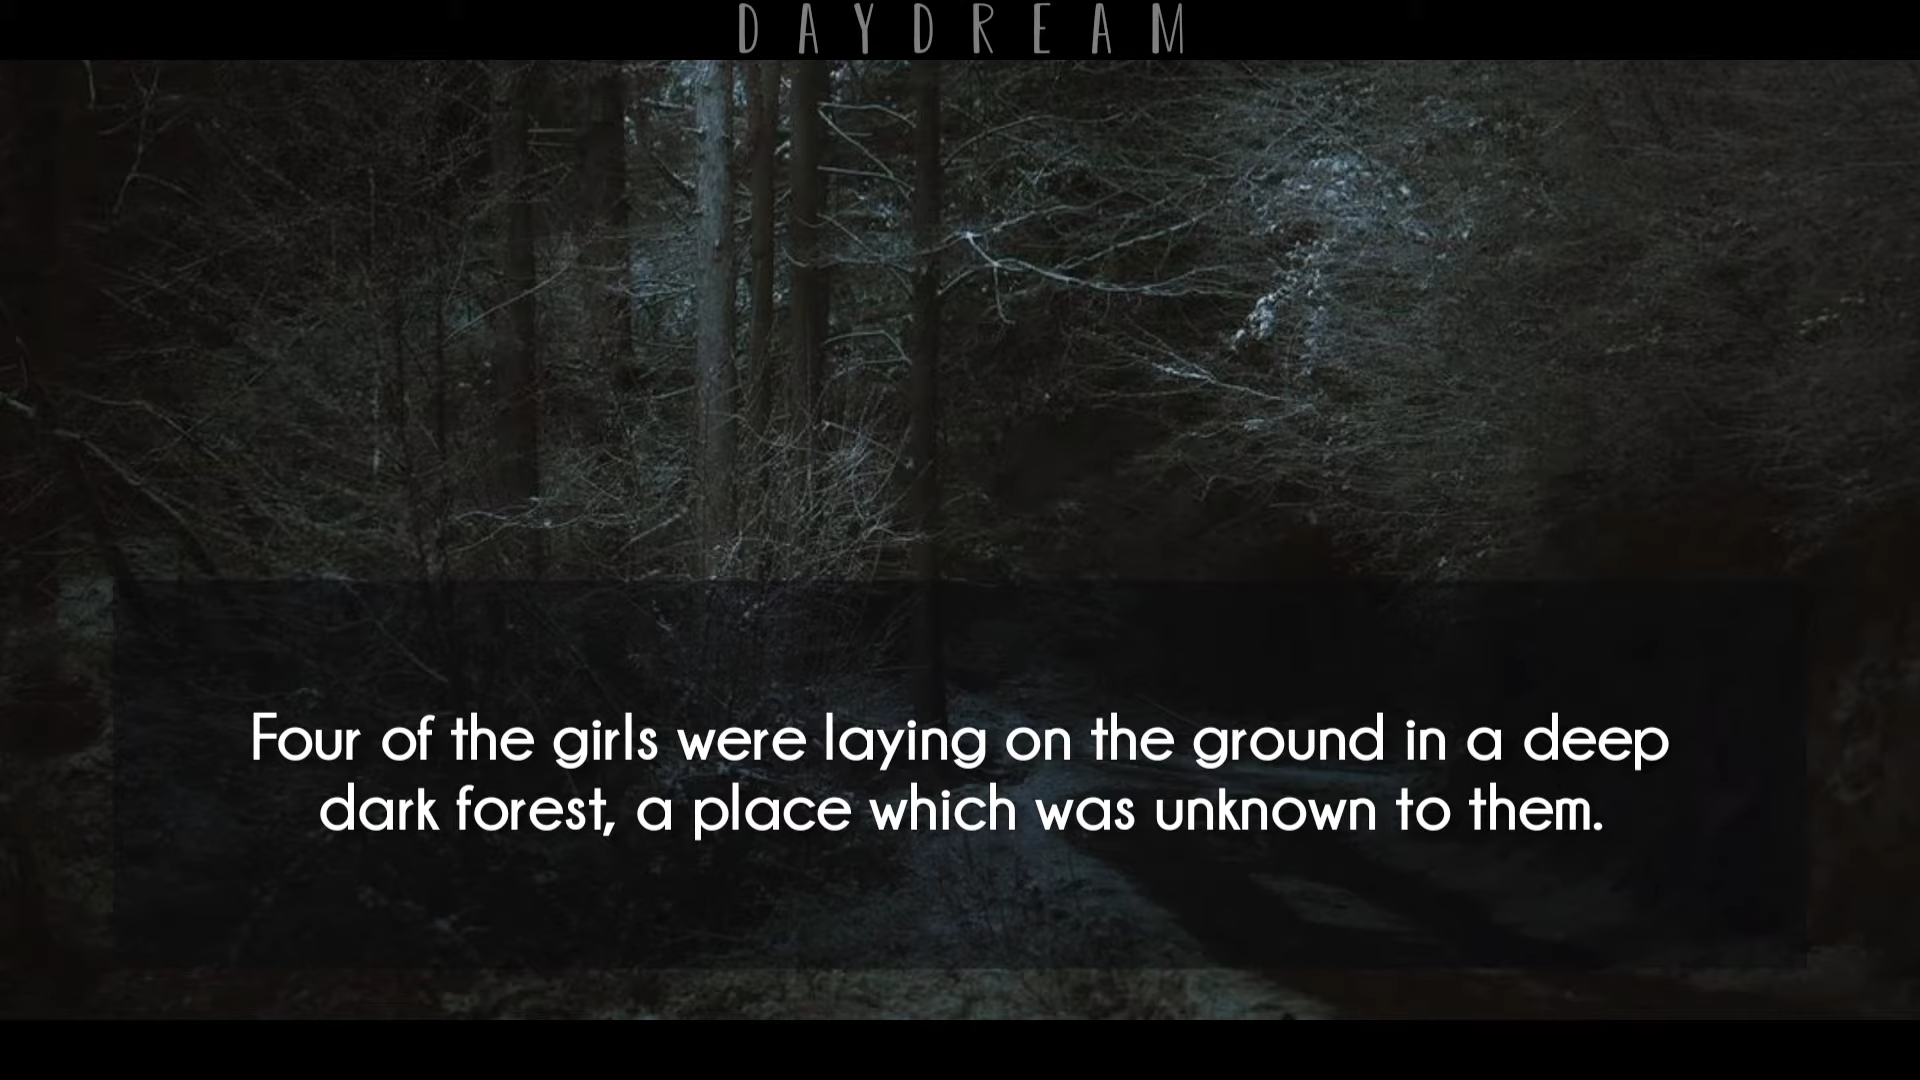 DAYDREAM
Four of the girls were laying on the ground in a deep
dark forest, a place which was unknown to them.